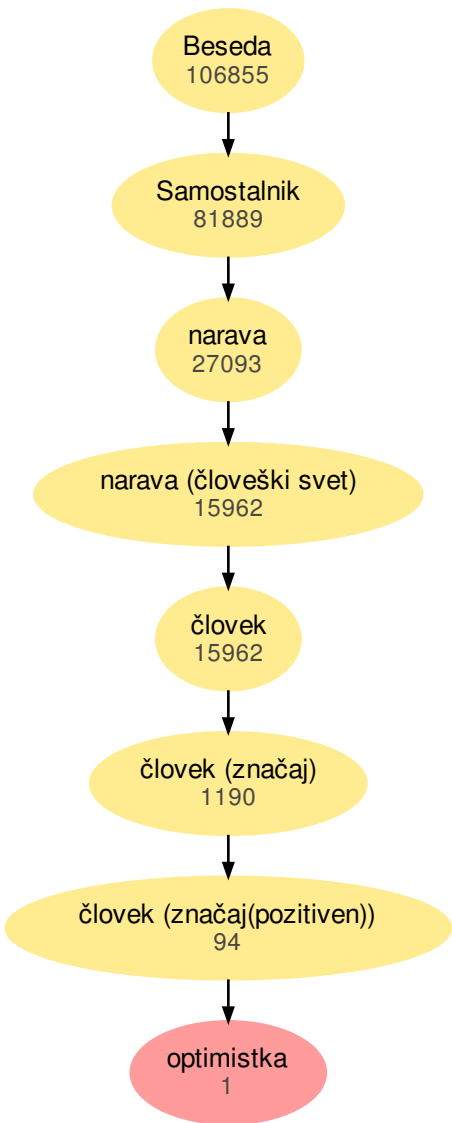 Beseda
106855
Samostalnik
81889
narava
27093
narava (človeški svet)
15962
človek
15962
človek (značaj)
1190
človek (značaj(pozitiven))
94
optimistka
1